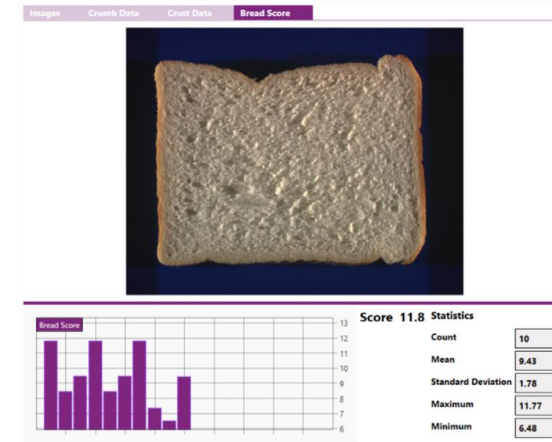 Images Crumb Data Crust Data Bread Score
Score 11.8 Statistics
Bread Score
13
12
11
10
9
8
7
6
Count 10
Mean 9.43
Standard Deviation 1.78
Maximum 11.77
Minimum 6.48